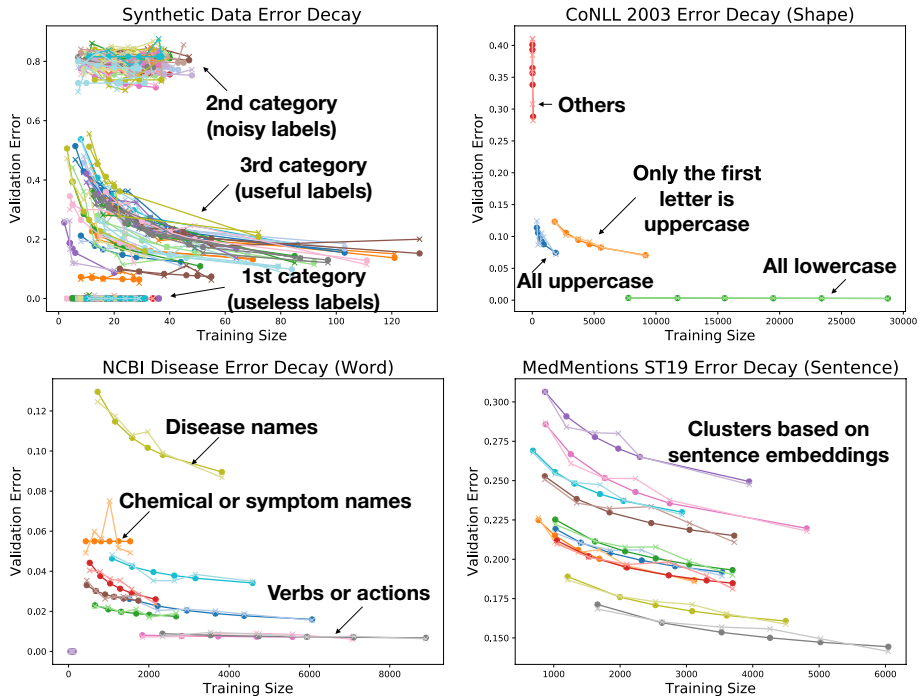 Synthetic Data Error Decay
Validation Error
0.8
0.6
0.4
0.2
0.0
2nd category
(noisy labels)
3rd category
(useful labels)
1st category
(useless labels)
0 20 40 60 80 100 120
Training Size
CoNLL 2003 Error Decay (Shape)
Validation Error
0.40
0.35
0.30
0.25
0.20
0.15
0.10
0.05
0.00
Others
Only the first
letter is
uppercase
All uppercase
All lowercase
0 5000 10000 15000 20000 25000 30000
Training Size
NCBI Disease Error Decay (Word)
Validation Error
0.12
0.10
0.08
0.06
0.04
0.02
0.00
Disease names
Chemical or symptom names
Verbs or actions
0 2000 4000 6000 8000
Training Size
MedMentions ST19 Error Decay (Sentence)
Validation Error
0.300
0.275
0.250
0.225
0.200
0.175
0.150
Clusters based on
sentence embeddings
1000 2000 3000 4000 5000 6000
Training Size